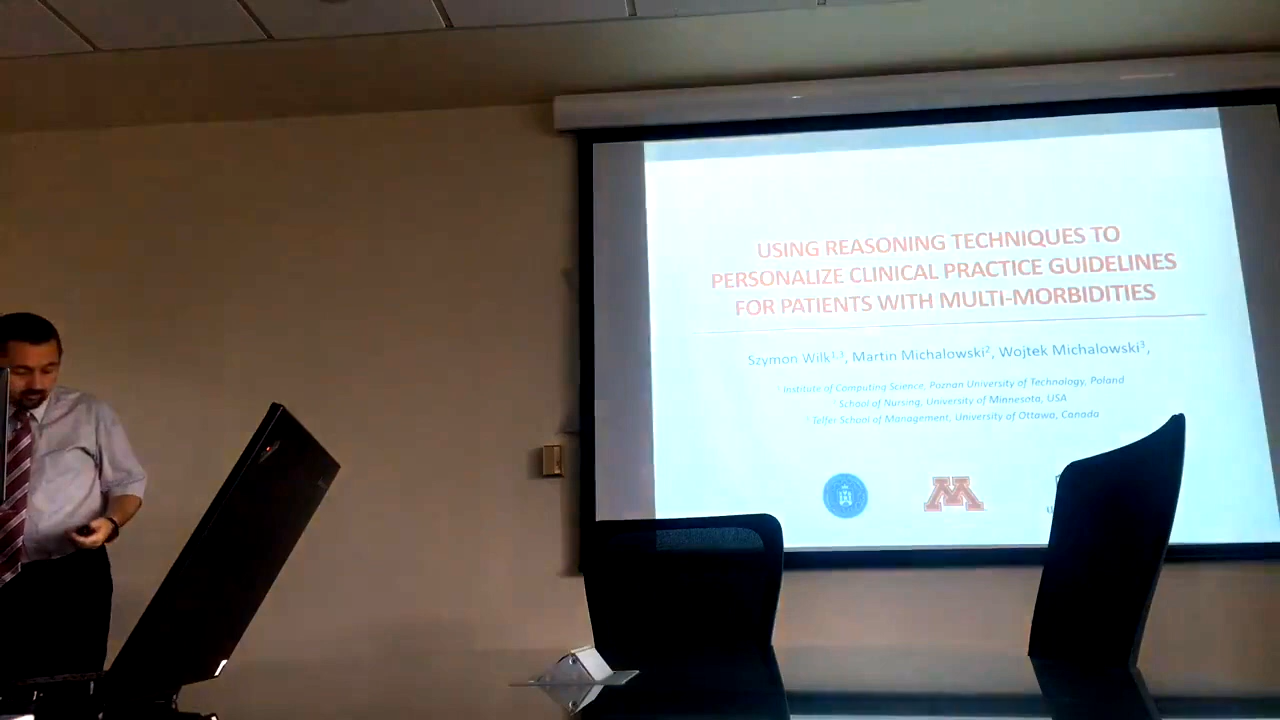 USING REASONING TECHNIQUES TO
PERSONALIZE CLINICAL PRACTICE GUIDELINES
FOR PATIENTS WITH MULTI-MORBIDITIES
Szymon Wilk¹,³, Martin Michalowski², Wojtek Michalowski³,
¹ Institute of Computing Science, Poznan University of Technology, Poland
² School of Nursing, University of Minnesota, USA
³ Telfer School of Management, University of Ottawa, Canada
M